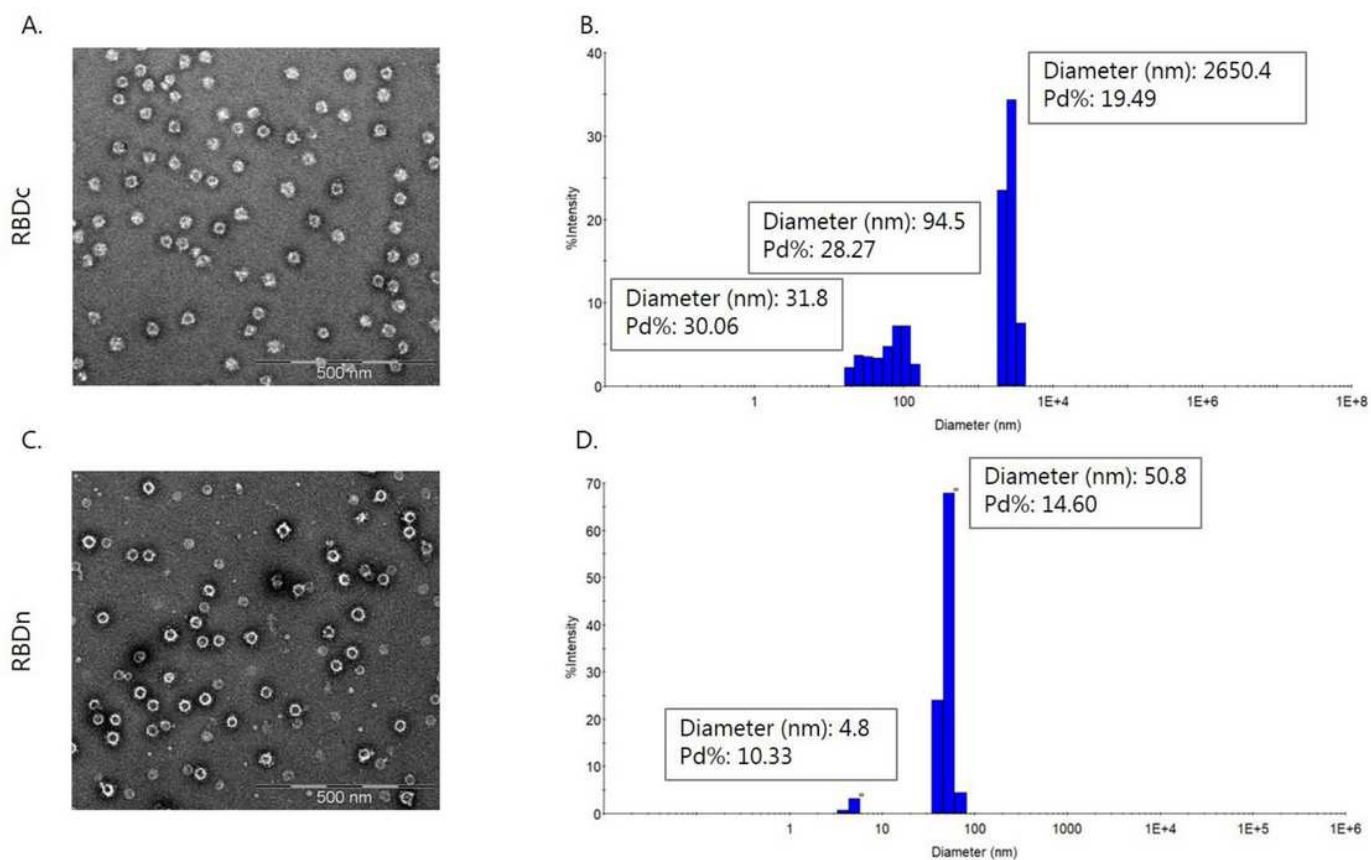 A.
RBDc
500 nm
B.
40
30
20
10
0
%Intensity
Diameter (nm): 2650.4
Pd%: 19.49
Diameter (nm): 94.5
Pd%: 28.27
Diameter (nm): 31.8
Pd%: 30.06
1
100
1E+4
1E+6
1E+8
Diameter (nm)
C.
RBDn
500 nm
D.
70
60
50
40
30
20
10
0
%Intensity
Diameter (nm): 50.8
Pd%: 14.60
Diameter (nm): 4.8
Pd%: 10.33
1
10
100
1000
1E+4
1E+5
1E+6
Diameter (nm)